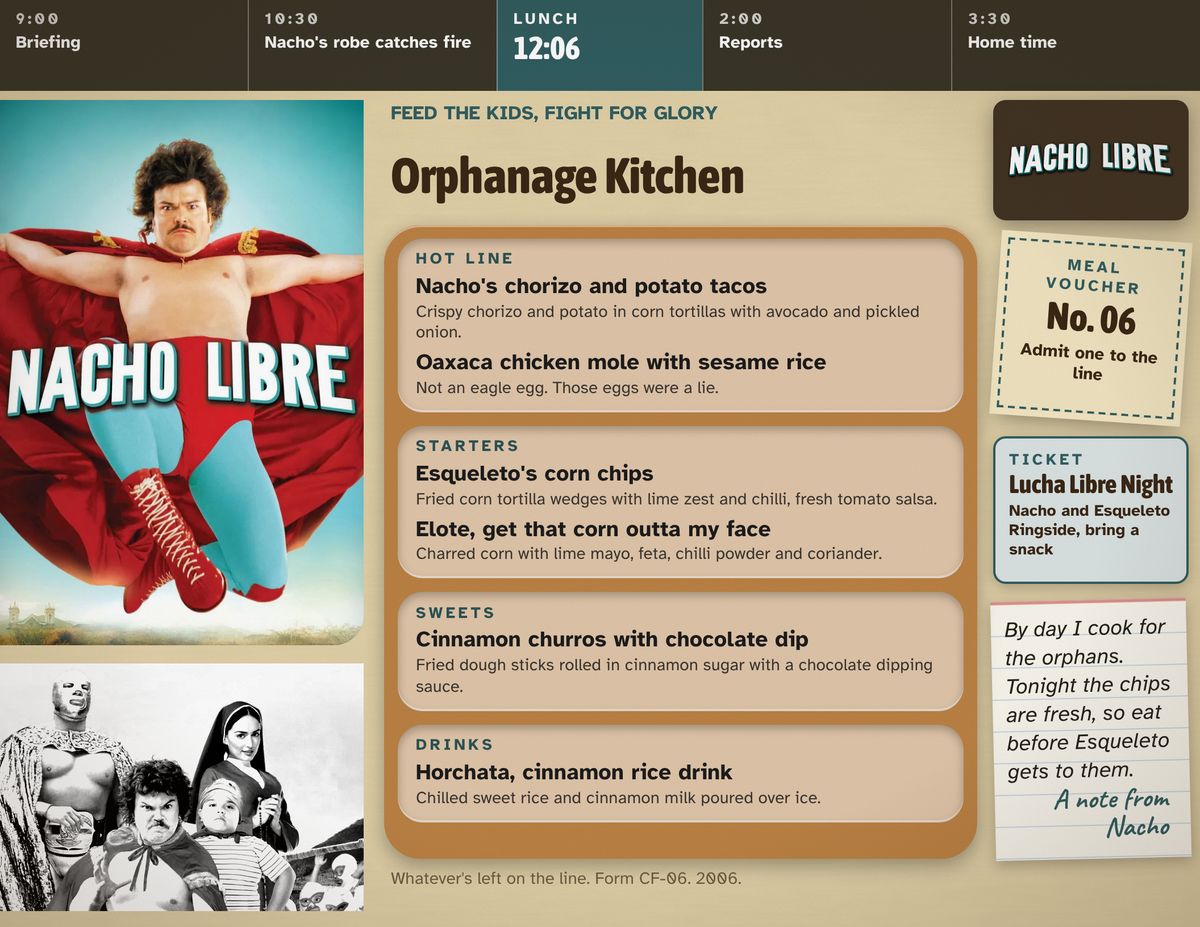 9:00
Briefing
10:30
Nacho's robe catches fire
LUNCH
12:06
2:00
Reports
3:30
Home time
NACHO LIBRE
FEED THE KIDS, FIGHT FOR GLORY
Orphanage Kitchen
HOT LINE
Nacho's chorizo and potato tacos
Crispy chorizo and potato in corn tortillas with avocado and pickled
onion.
Oaxaca chicken mole with sesame rice
Not an eagle egg. Those eggs were a lie.
STARTERS
Esqueleto's corn chips
Fried corn tortilla wedges with lime zest and chilli, fresh tomato salsa.
Elote, get that corn outta my face
Charred corn with lime mayo, feta, chilli powder and coriander.
SWEETS
Cinnamon churros with chocolate dip
Fried dough sticks rolled in cinnamon sugar with a chocolate dipping
sauce.
DRINKS
Horchata, cinnamon rice drink
Chilled sweet rice and cinnamon milk poured over ice.
Whatever's left on the line. Form CF-06. 2006.
NACHO LIBRE
MEAL
VOUCHER
No. 06
Admit one to the
line
TICKET
Lucha Libre Night
Nacho and Esqueleto
Ringside, bring a
snack
By day I cook for
the orphans.
Tonight the chips
are fresh, so eat
before Esqueleto
gets to them.
A note from
Nacho